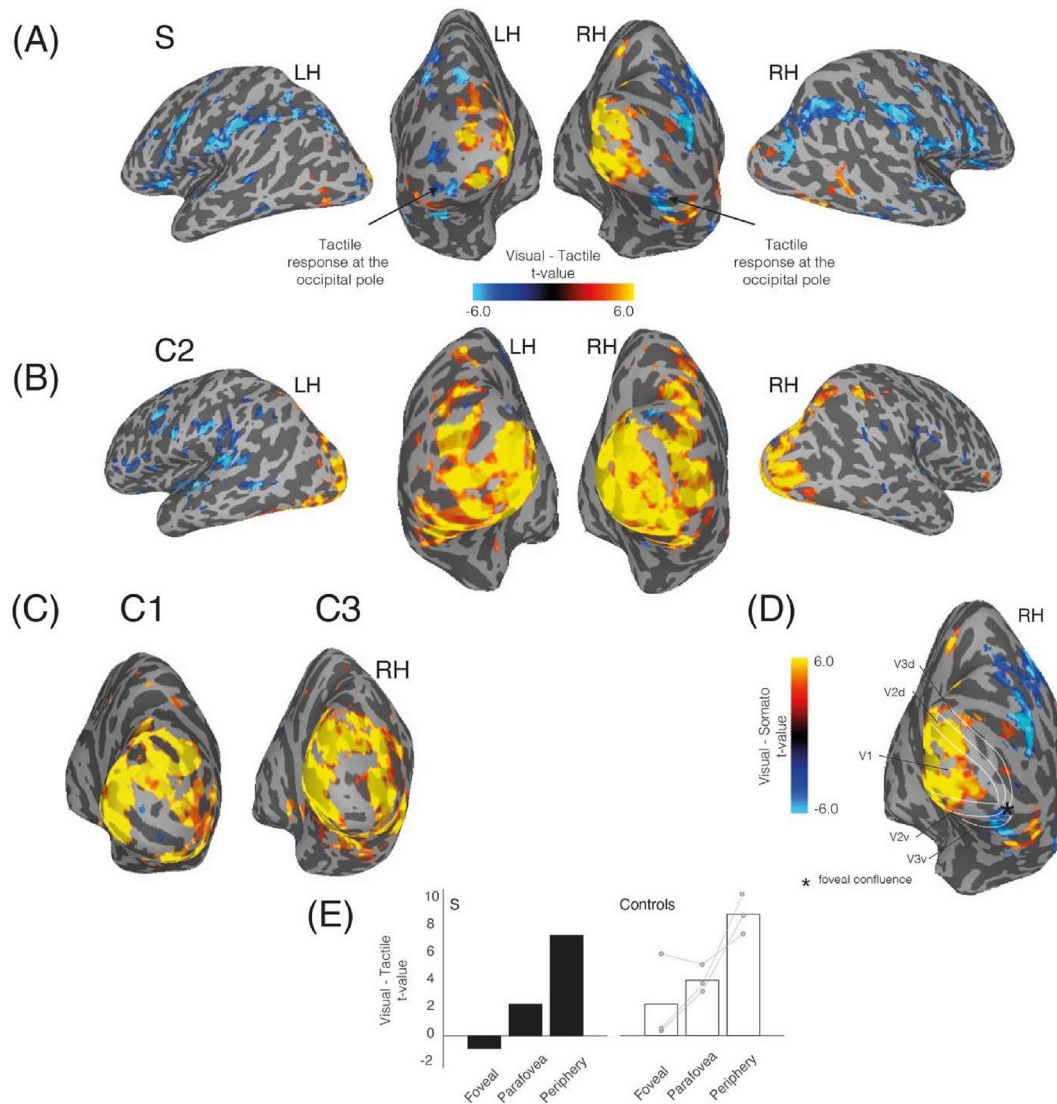 (A)
S
LH
LH
RH
RH
Tactile
response at the
occipital pole
Visual - Tactile
t-value
-6.0
6.0
Tactile
response at the
occipital pole
(B)
C2
LH
LH
RH
RH
(C)
C1
C3
RH
(D)
RH
6.0
Visual - Somato
t-value
-6.0
V3d
V2d
V1
V2v
V3v
* foveal confluence
(E)
Visual - Tactile
t-value
10
8
6
4
2
0
-2
S
Controls
Foveal
Parafovea
Periphery
Foveal
Parafovea
Periphery